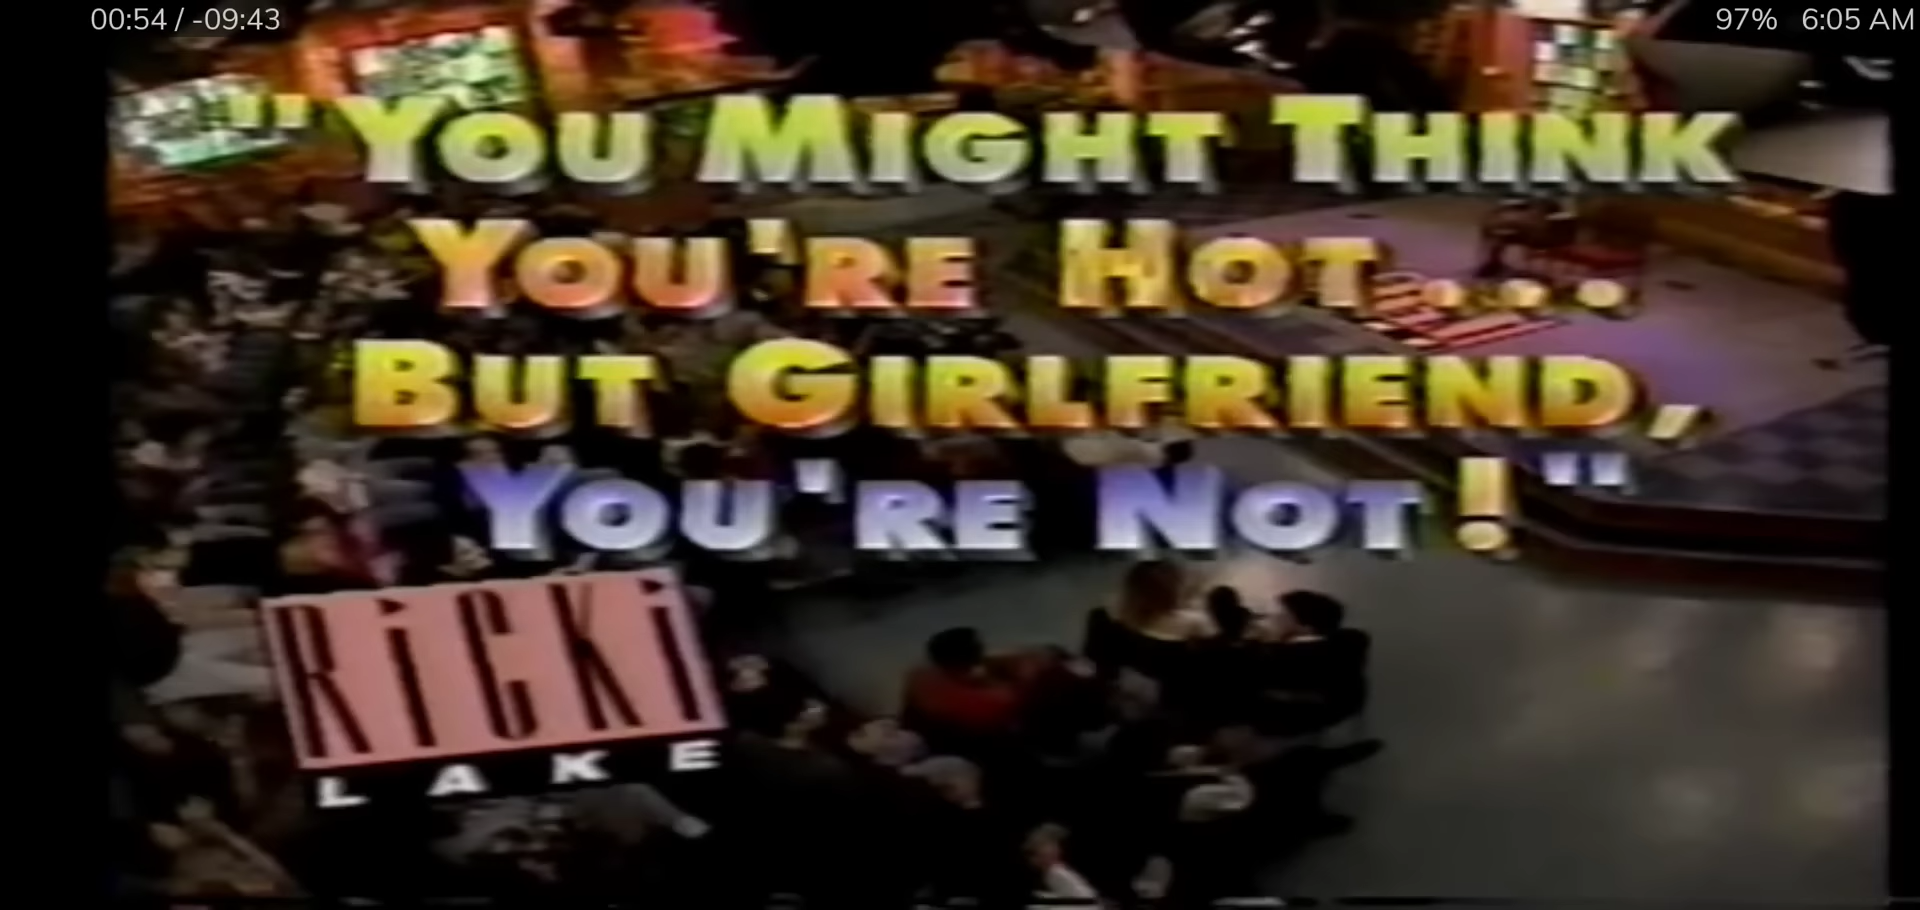 00:54 / -09:43
97% 6:05 AM
"YOU MIGHT THINK
YOU'RE HOT...
BUT GIRLFRIEND,
YOU'RE NOT!"
RiCKi
LAKE